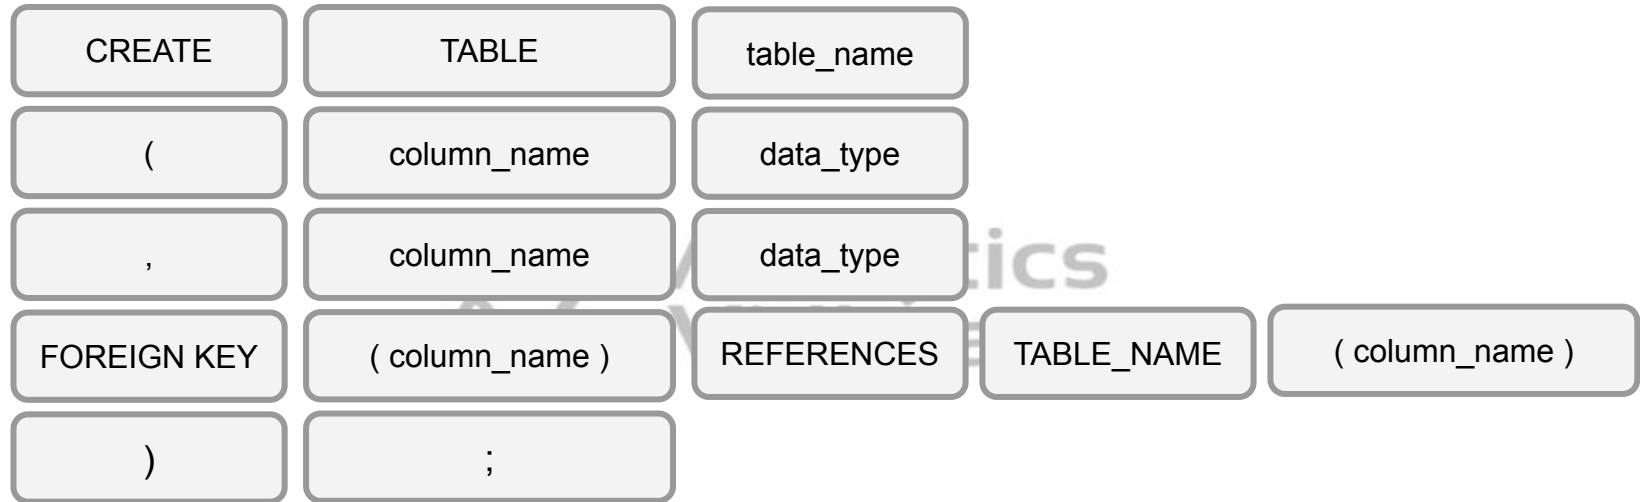 CREATE TABLE table_name
( column_name data_type
, column_name data_type
FOREIGN KEY ( column_name ) REFERENCES TABLE_NAME ( column_name )
) ;